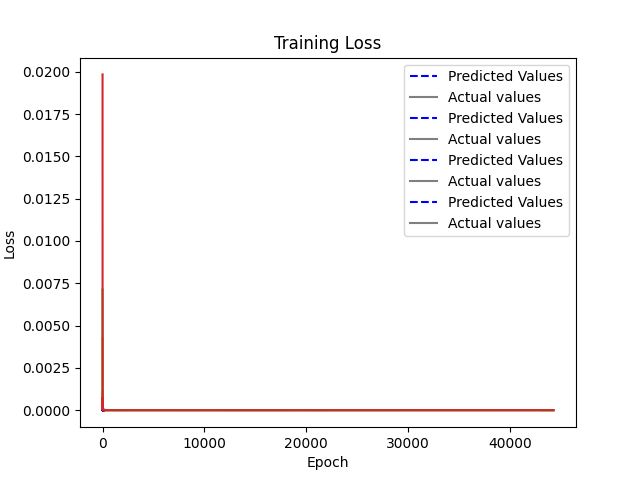 Training Loss
0.0200
0.0175
0.0150
0.0125
0.0100
0.0075
0.0050
0.0025
0.0000
Loss
Predicted Values
Actual values
Predicted Values
Actual values
Predicted Values
Actual values
Predicted Values
Actual values
0 10000 20000 30000 40000
Epoch